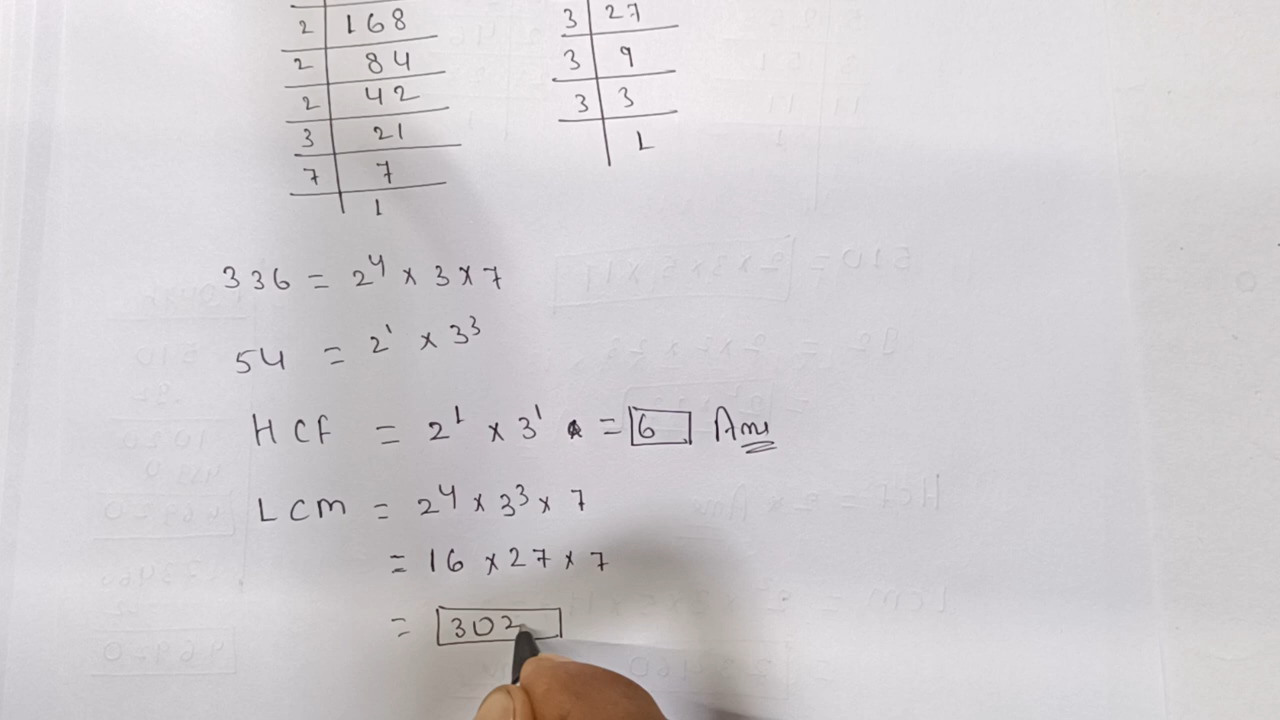 2 | 168
2 | 84
2 | 42
3 | 21
7 | 7
1
3 | 27
3 | 9
3 | 3
1
336 = 2⁴ × 3 × 7
54 = 2¹ × 3³
HCF = 2¹ × 3¹ = 6 Ans
LCM = 2⁴ × 3³ × 7
= 16 × 27 × 7
= 302